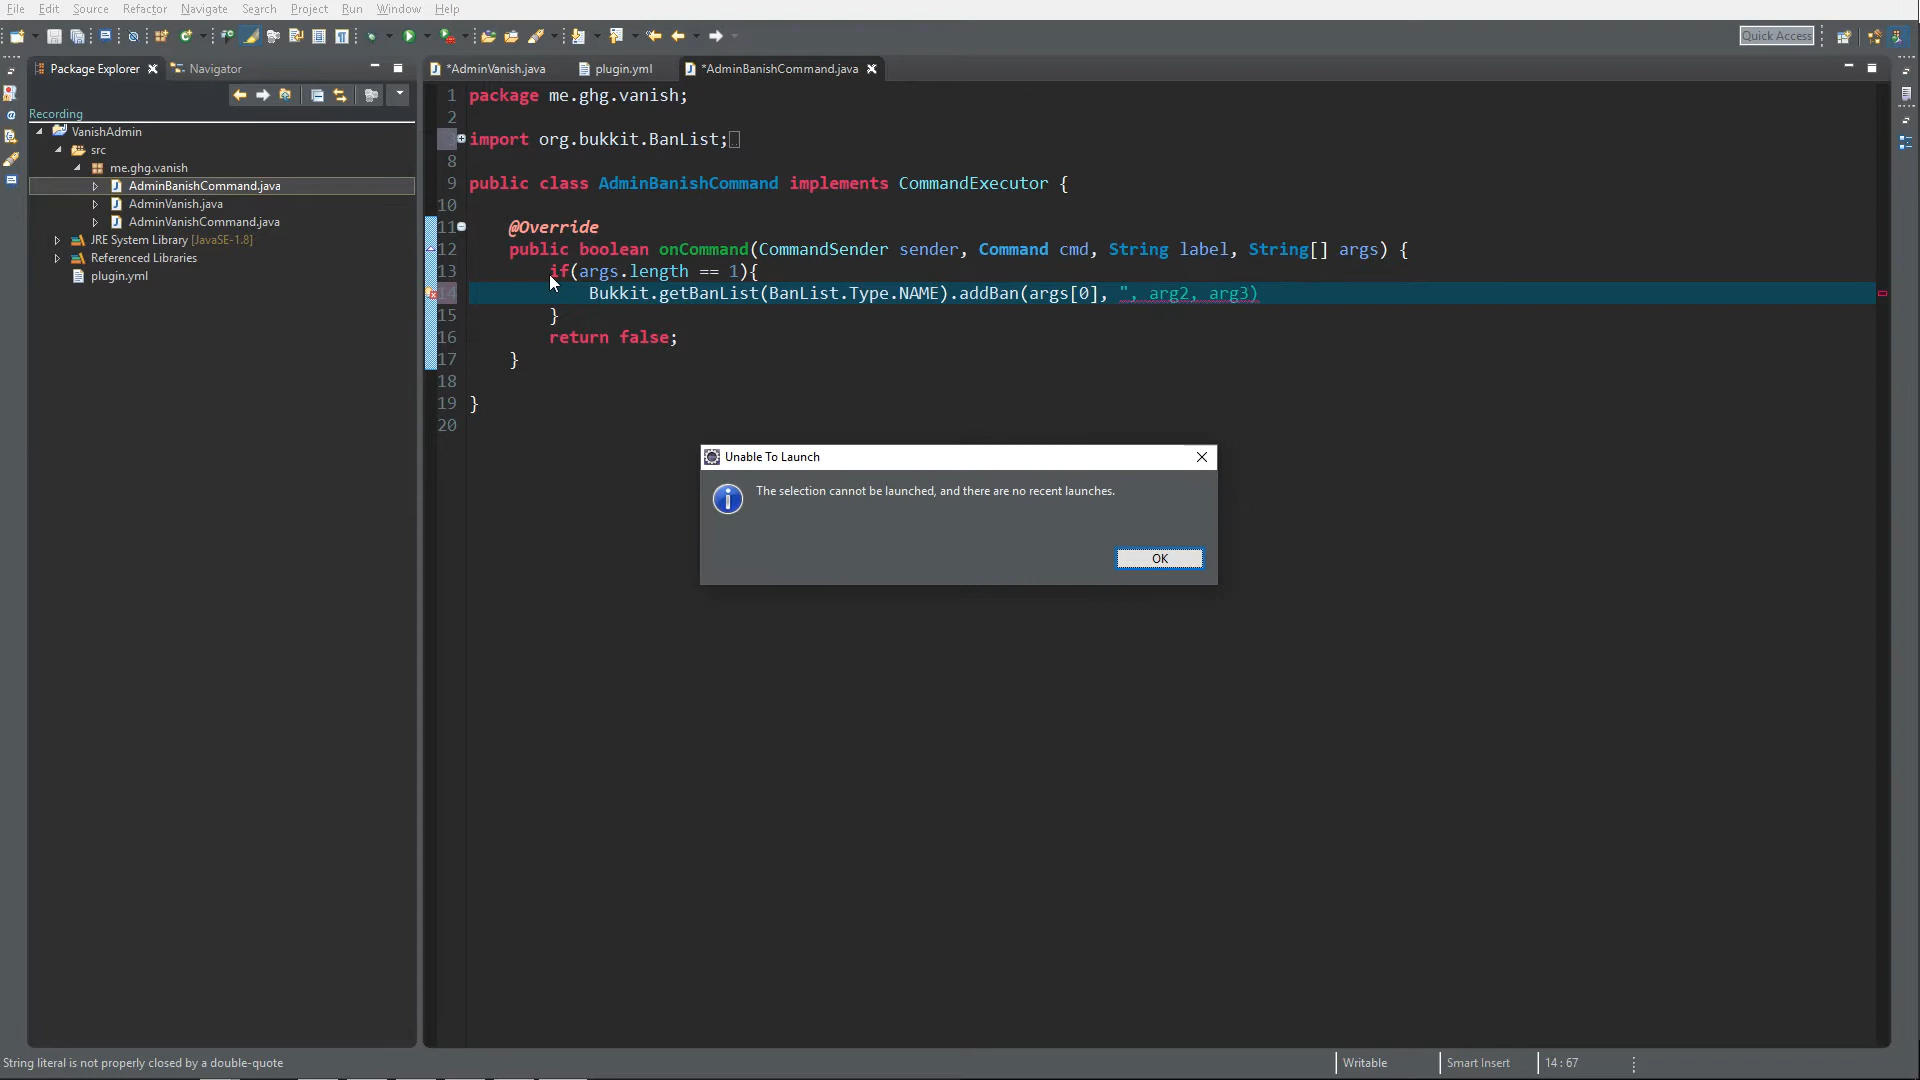 File Edit Source Refactor Navigate Search Project Run Window Help
Quick Access
Package Explorer Navigator
Recording
VanishAdmin
src
me.ghg.vanish
AdminBanishCommand.java
AdminVanish.java
AdminVanishCommand.java
JRE System Library [JavaSE-1.8]
Referenced Libraries
plugin.yml
*AdminVanish.java plugin.yml *AdminBanishCommand.java
1 package me.ghg.vanish;
2
import org.bukkit.BanList;
8
9 public class AdminBanishCommand implements CommandExecutor {
10
11 @Override
12 public boolean onCommand(CommandSender sender, Command cmd, String label, String[] args) {
13 if(args.length == 1){
14 Bukkit.getBanList(BanList.Type.NAME).addBan(args[0], ", arg2, arg3)
15 }
16 return false;
17 }
18
19 }
20
Unable To Launch
The selection cannot be launched, and there are no recent launches.
OK
String literal is not properly closed by a double-quote Writable Smart Insert 14 : 67